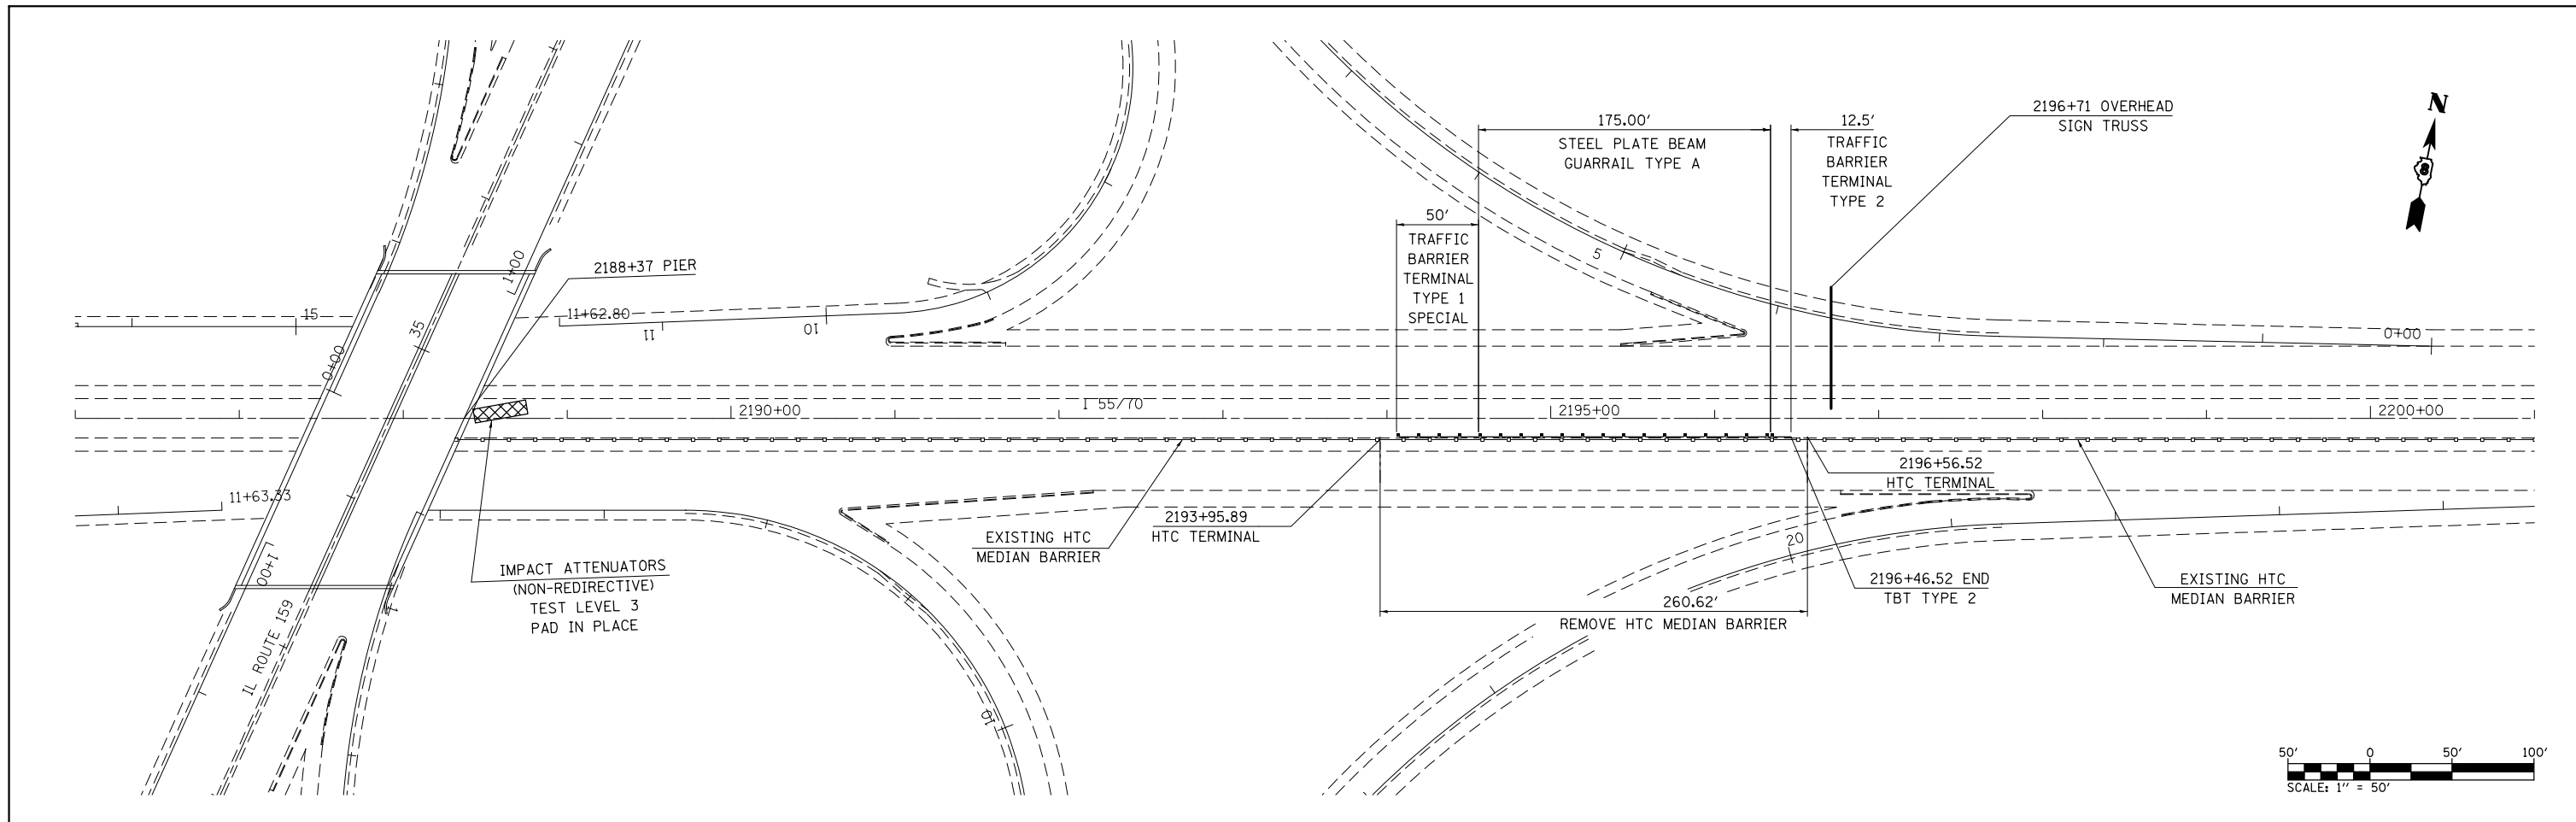 N
8
2196+71 OVERHEAD
SIGN TRUSS
175.00'
STEEL PLATE BEAM
GUARRAIL TYPE A
12.5'
TRAFFIC
BARRIER
TERMINAL
TYPE 2
50'
TRAFFIC
BARRIER
TERMINAL
TYPE 1
SPECIAL
2188+37 PIER
1+00
15
0+00
35
11+62.80
11
10
5
0+00
2190+00
I 55/70
2195+00
2200+00
11+63.33
2196+56.52
HTC TERMINAL
2193+95.89
HTC TERMINAL
EXISTING HTC
MEDIAN BARRIER
20
2196+46.52 END
TBT TYPE 2
EXISTING HTC
MEDIAN BARRIER
IMPACT ATTENUATORS
(NON-REDIRECTIVE)
TEST LEVEL 3
PAD IN PLACE
1+00
1
IL ROUTE 159
260.62'
REMOVE HTC MEDIAN BARRIER
10
50'
0
50'
100'
SCALE: 1" = 50'